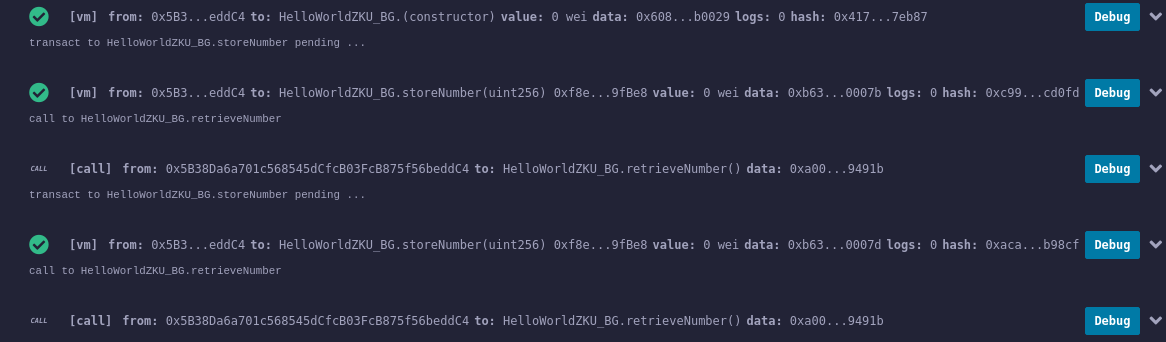 [vm] from: 0x5B3...eddC4 to: HelloWorldZKU_BG.(constructor) value: 0 wei data: 0x608...b0029 logs: 0 hash: 0x417...7eb87 Debug
transact to HelloWorldZKU_BG.storeNumber pending ...
[vm] from: 0x5B3...eddC4 to: HelloWorldZKU_BG.storeNumber(uint256) 0xf8e...9fBe8 value: 0 wei data: 0xb63...0007b logs: 0 hash: 0xc99...cd0fd Debug
call to HelloWorldZKU_BG.retrieveNumber
CALL [call] from: 0x5B38Da6a701c568545dCfcB03FcB875f56beddC4 to: HelloWorldZKU_BG.retrieveNumber() data: 0xa00...9491b Debug
transact to HelloWorldZKU_BG.storeNumber pending ...
[vm] from: 0x5B3...eddC4 to: HelloWorldZKU_BG.storeNumber(uint256) 0xf8e...9fBe8 value: 0 wei data: 0xb63...0007d logs: 0 hash: 0xaca...b98cf Debug
call to HelloWorldZKU_BG.retrieveNumber
CALL [call] from: 0x5B38Da6a701c568545dCfcB03FcB875f56beddC4 to: HelloWorldZKU_BG.retrieveNumber() data: 0xa00...9491b Debug